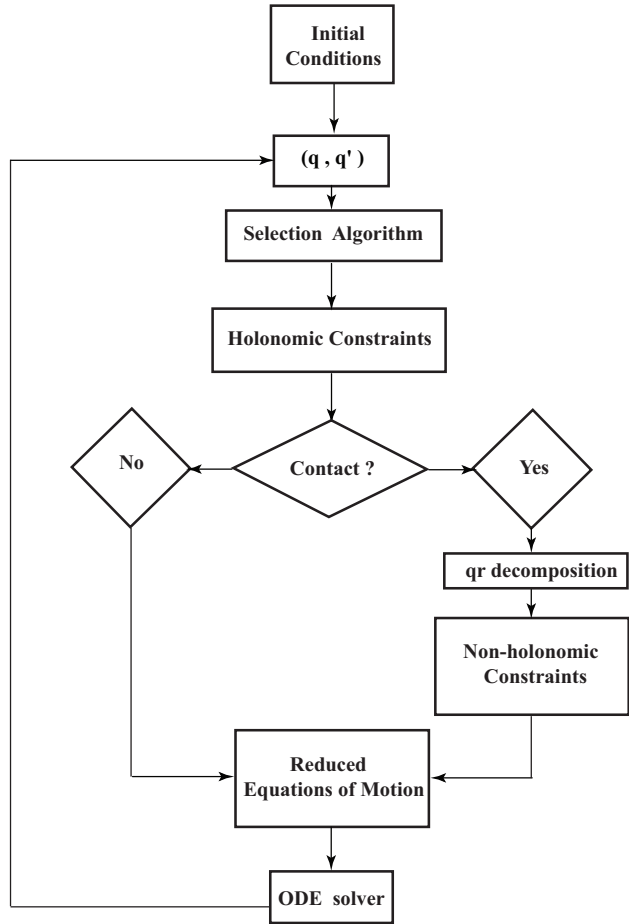 Initial
Conditions
(q , q' )
Selection Algorithm
Holonomic Constraints
No
Contact ?
Yes
qr decomposition
Non-holonomic
Constraints
Reduced
Equations of Motion
ODE solver